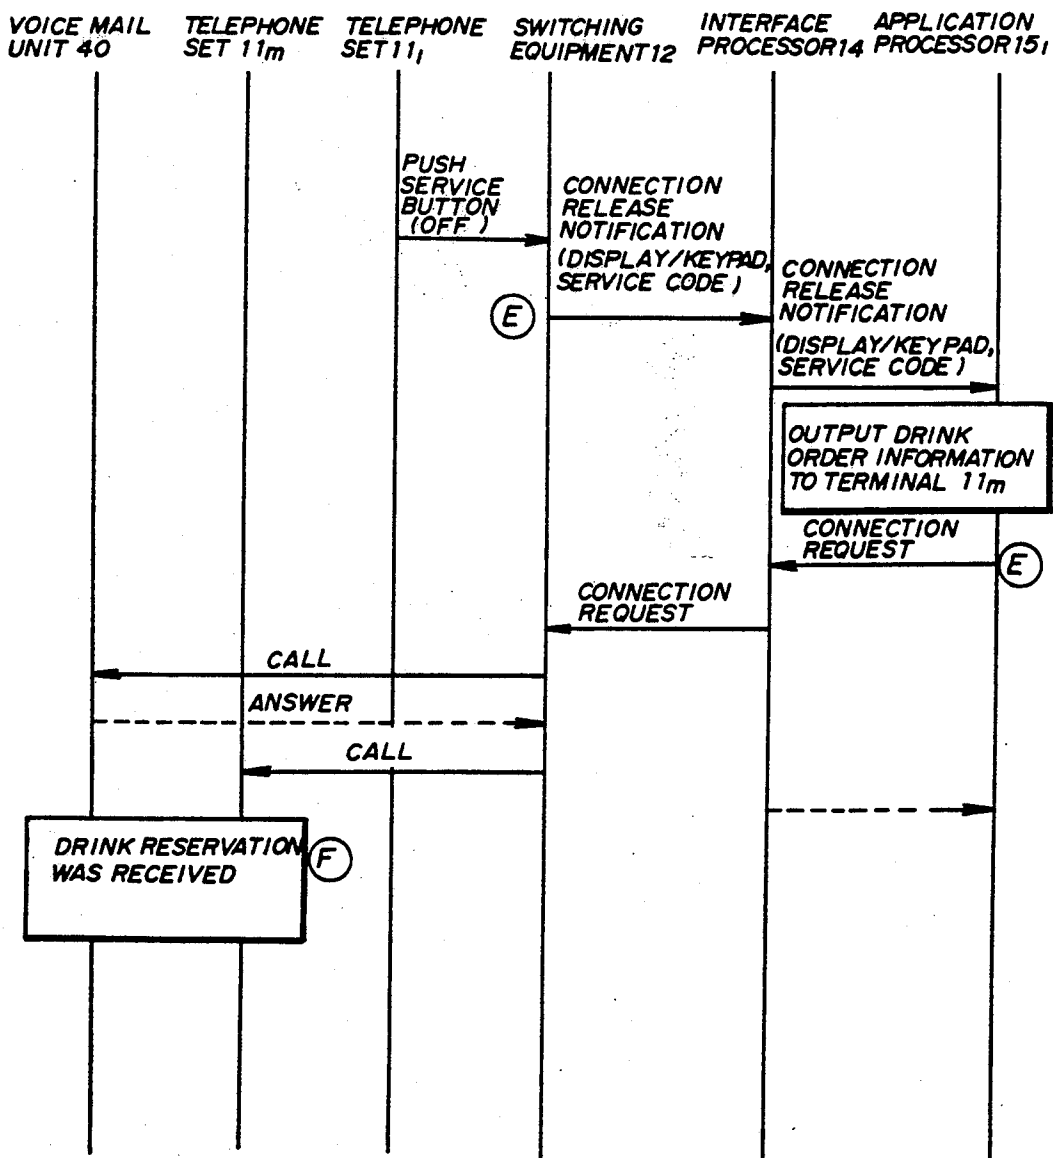 VOICE MAIL UNIT 40
TELEPHONE SET 11m
TELEPHONE SET 11₁
SWITCHING EQUIPMENT 12
INTERFACE PROCESSOR 14
APPLICATION PROCESSOR 15₁
PUSH
SERVICE
BUTTON
(OFF)
CONNECTION
RELEASE
NOTIFICATION
(DISPLAY/KEYPAD,
SERVICE CODE)
E
CONNECTION
RELEASE
NOTIFICATION
(DISPLAY/KEYPAD,
SERVICE CODE)
OUTPUT DRINK
ORDER INFORMATION
TO TERMINAL 11m
CONNECTION
REQUEST
E
CONNECTION
REQUEST
CALL
ANSWER
CALL
DRINK RESERVATION
WAS RECEIVED
F